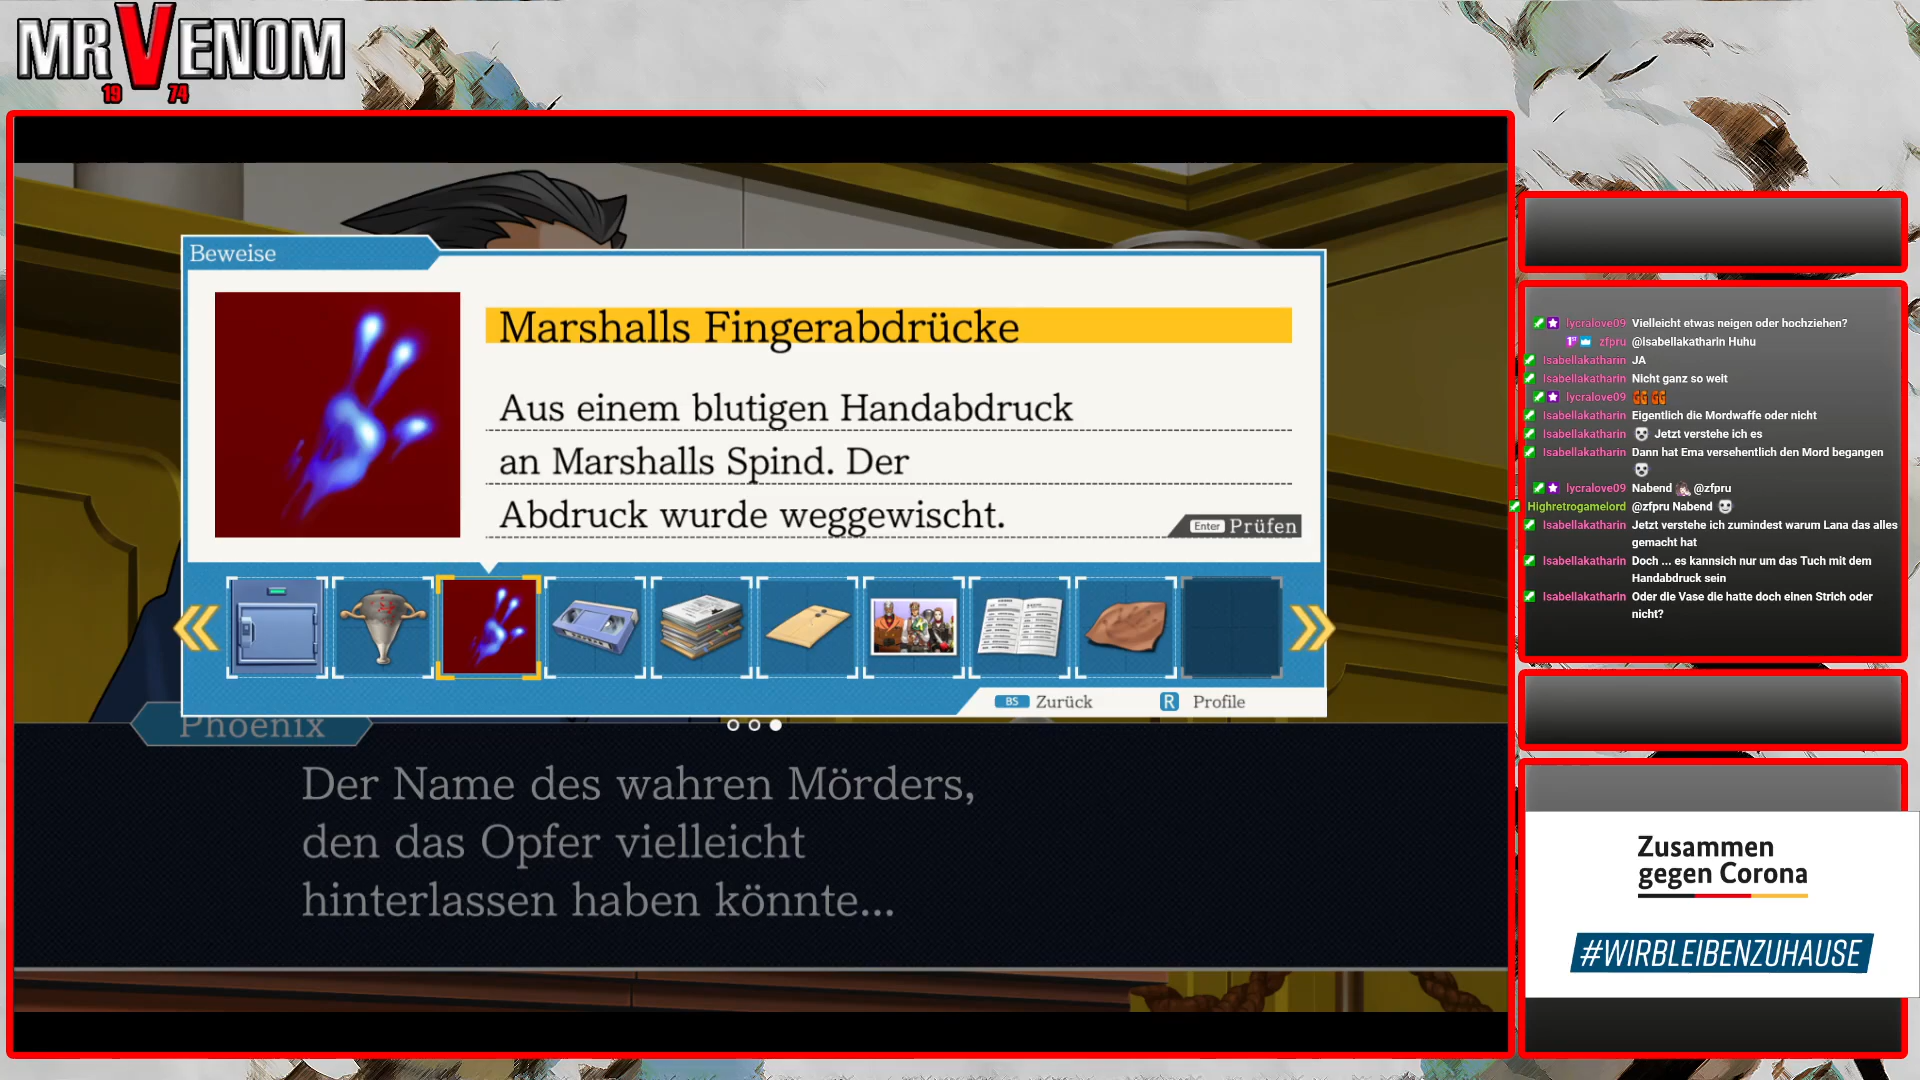 MRVENOM
19 74
Beweise
Marshalls Fingerabdrücke
Aus einem blutigen Handabdruck
an Marshalls Spind. Der
Abdruck wurde weggewischt.
Enter Prüfen
BS Zurück
R Profile
Phoenix
Der Name des wahren Mörders,
den das Opfer vielleicht
hinterlassen haben könnte...
lycralove09 Vielleicht etwas neigen oder hochziehen?
1st zfpru @isabellakatharin Huhu
Isabellakatharin JA
Isabellakatharin Nicht ganz so weit
lycralove09
Isabellakatharin Eigentlich die Mordwaffe oder nicht
Isabellakatharin Jetzt verstehe ich es
Isabellakatharin Dann hat Ema versehentlich den Mord begangen
lycralove09 Nabend @zfpru
Highretrogamelord @zfpru Nabend
Isabellakatharin Jetzt verstehe ich zumindest warum Lana das alles
gemacht hat
Isabellakatharin Doch ... es kannsich nur um das Tuch mit dem
Handabdruck sein
Isabellakatharin Oder die Vase die hatte doch einen Strich oder
nicht?
Zusammen
gegen Corona
#WIRBLEIBENZUHAUSE